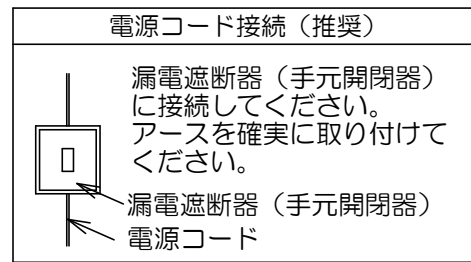 電源コード接続（推奨）
漏電遮断器（手元開閉器）
に接続してください。
アースを確実に取り付けて
ください。
漏電遮断器（手元開閉器）
電源コード